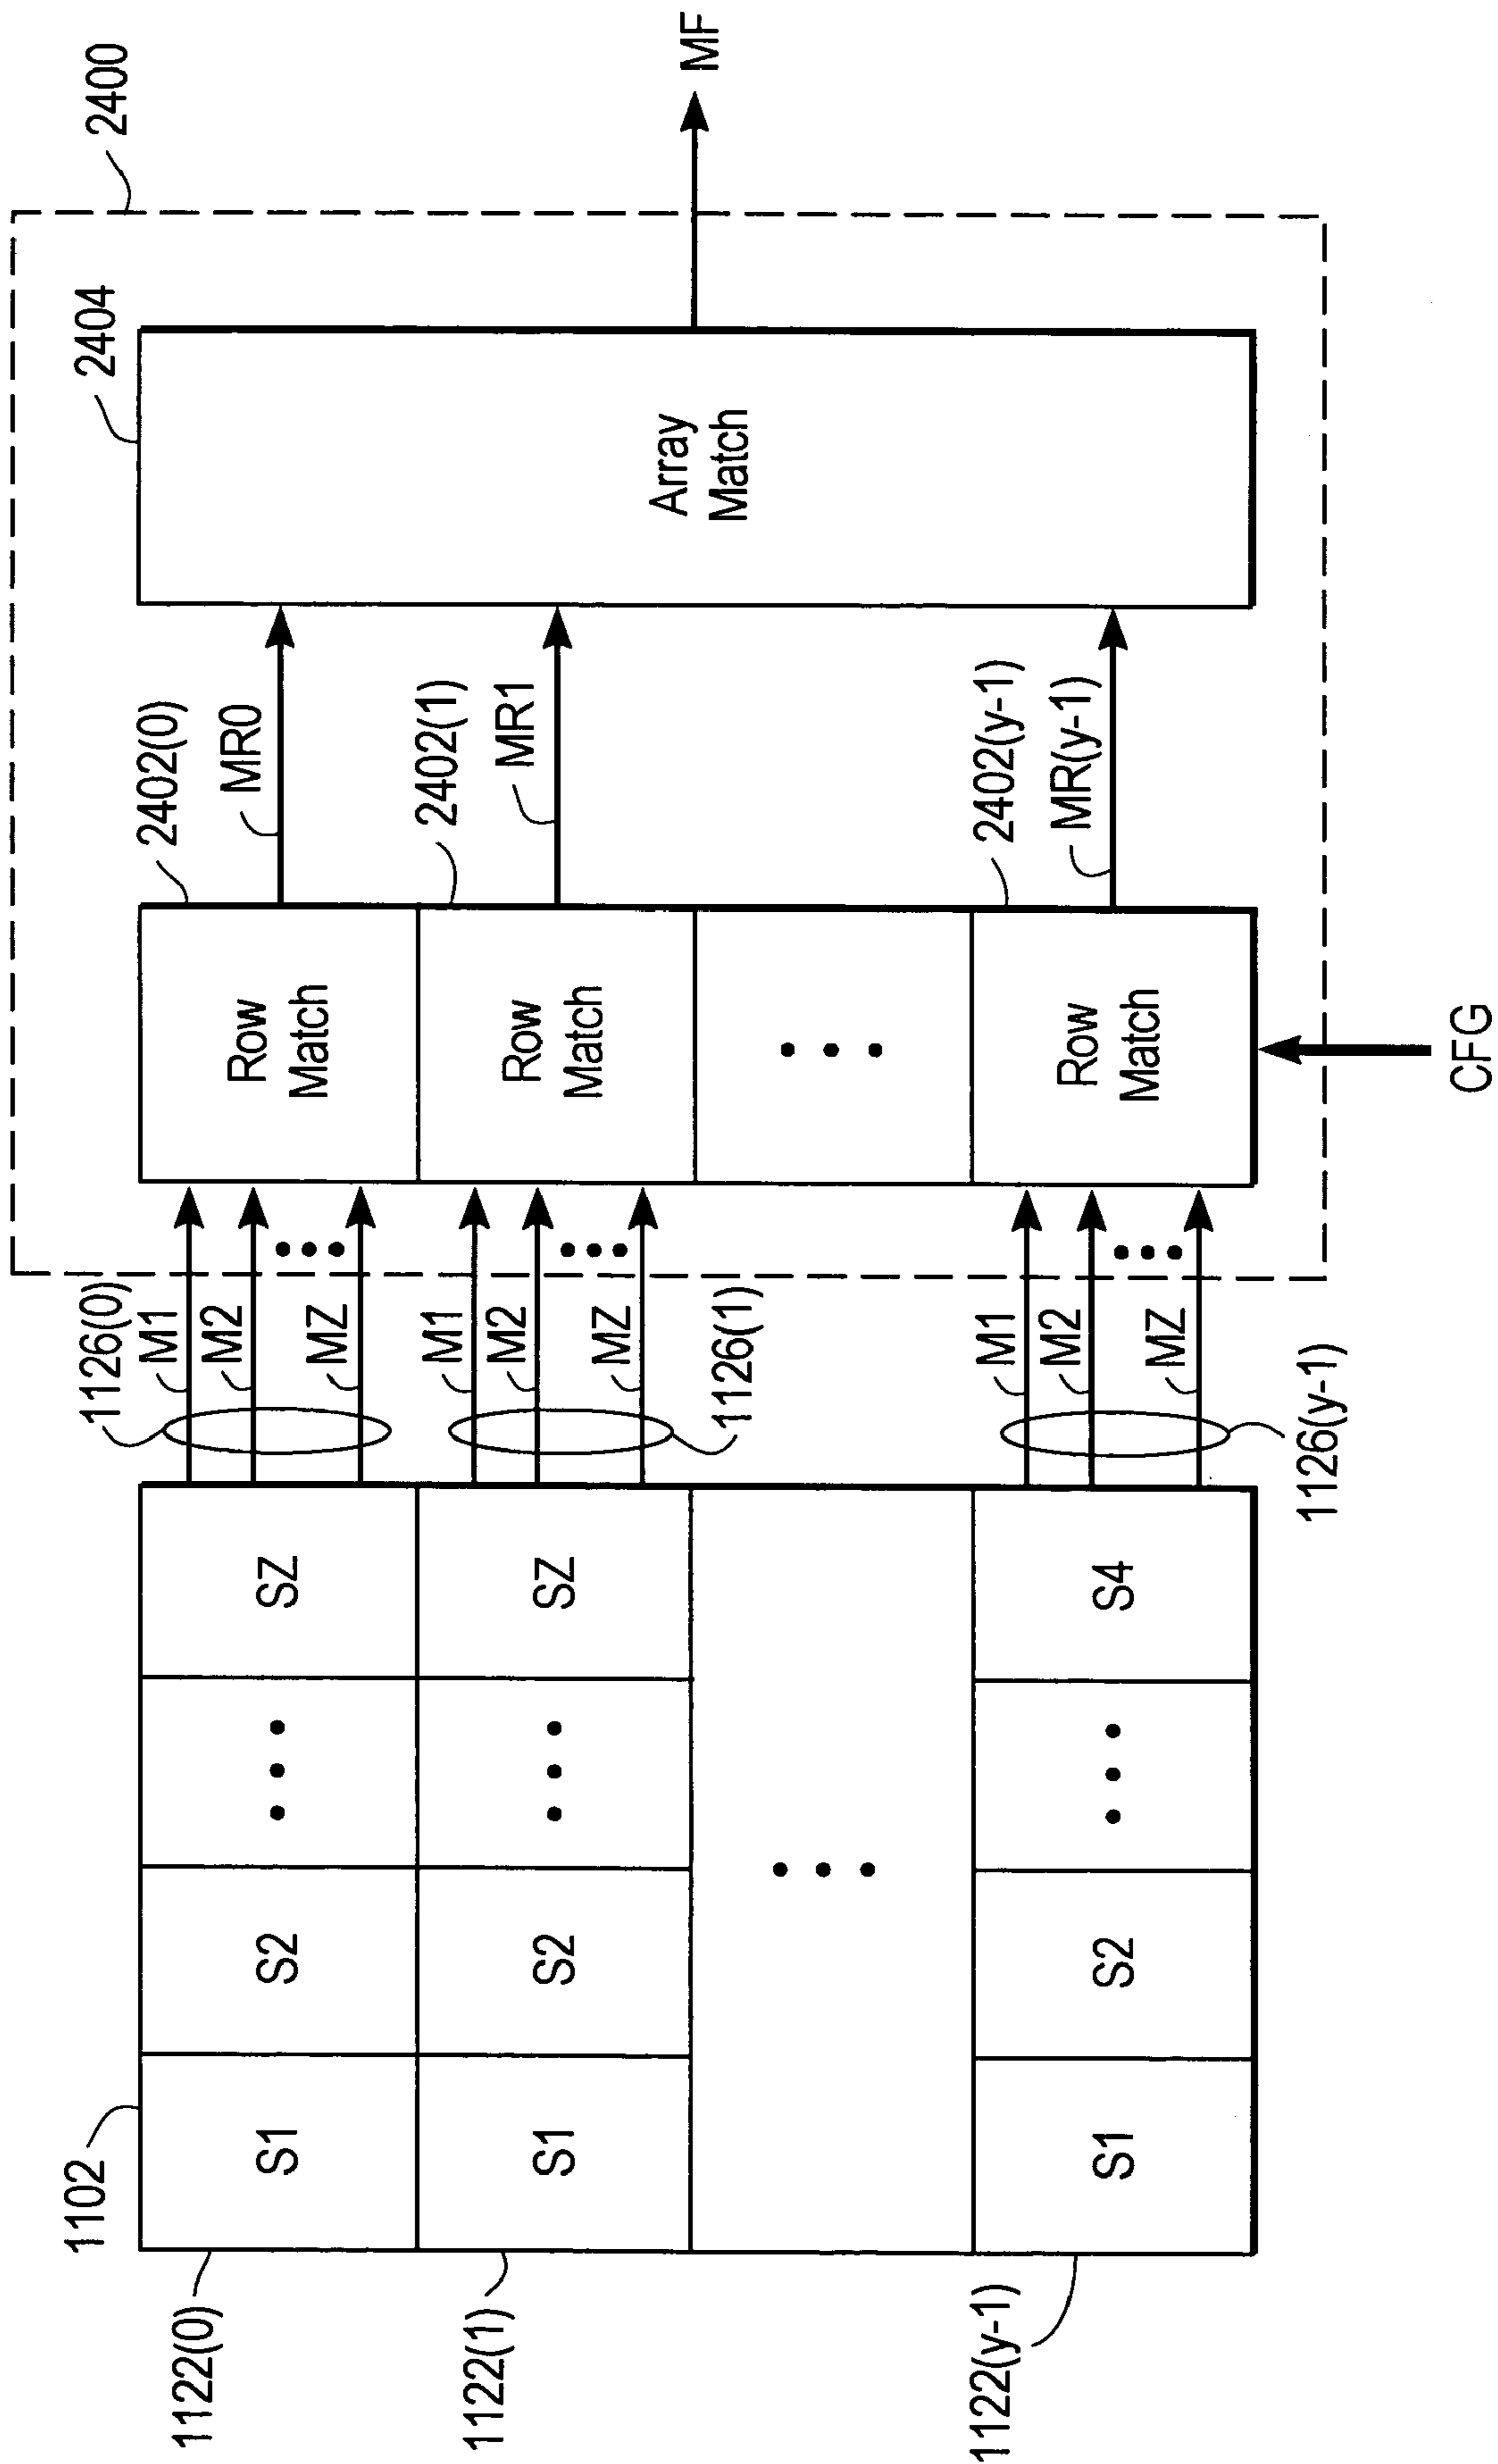 1102
1122(0)
S1
S2
SZ
1126(0)
M1
M2
MZ
Row
Match
2402(0)
MR0
2404
2400
1122(1)
S1
S2
SZ
M1
M2
MZ
1126(1)
Row
Match
2402(1)
MR1
Array
Match
MF
1122(y-1)
S1
S2
S4
M1
M2
MZ
1126(y-1)
Row
Match
2402(y-1)
MR(y-1)
CFG